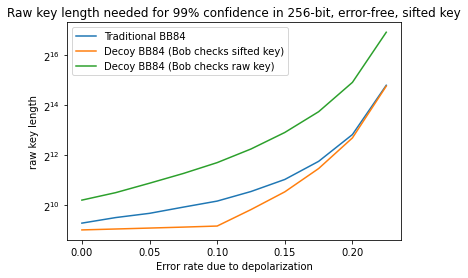 Raw key length needed for 99% confidence in 256-bit, error-free, sifted key
Traditional BB84
Decoy BB84 (Bob checks sifted key)
Decoy BB84 (Bob checks raw key)
2^16
2^14
2^12
2^10
raw key length
0.00 0.05 0.10 0.15 0.20
Error rate due to depolarization